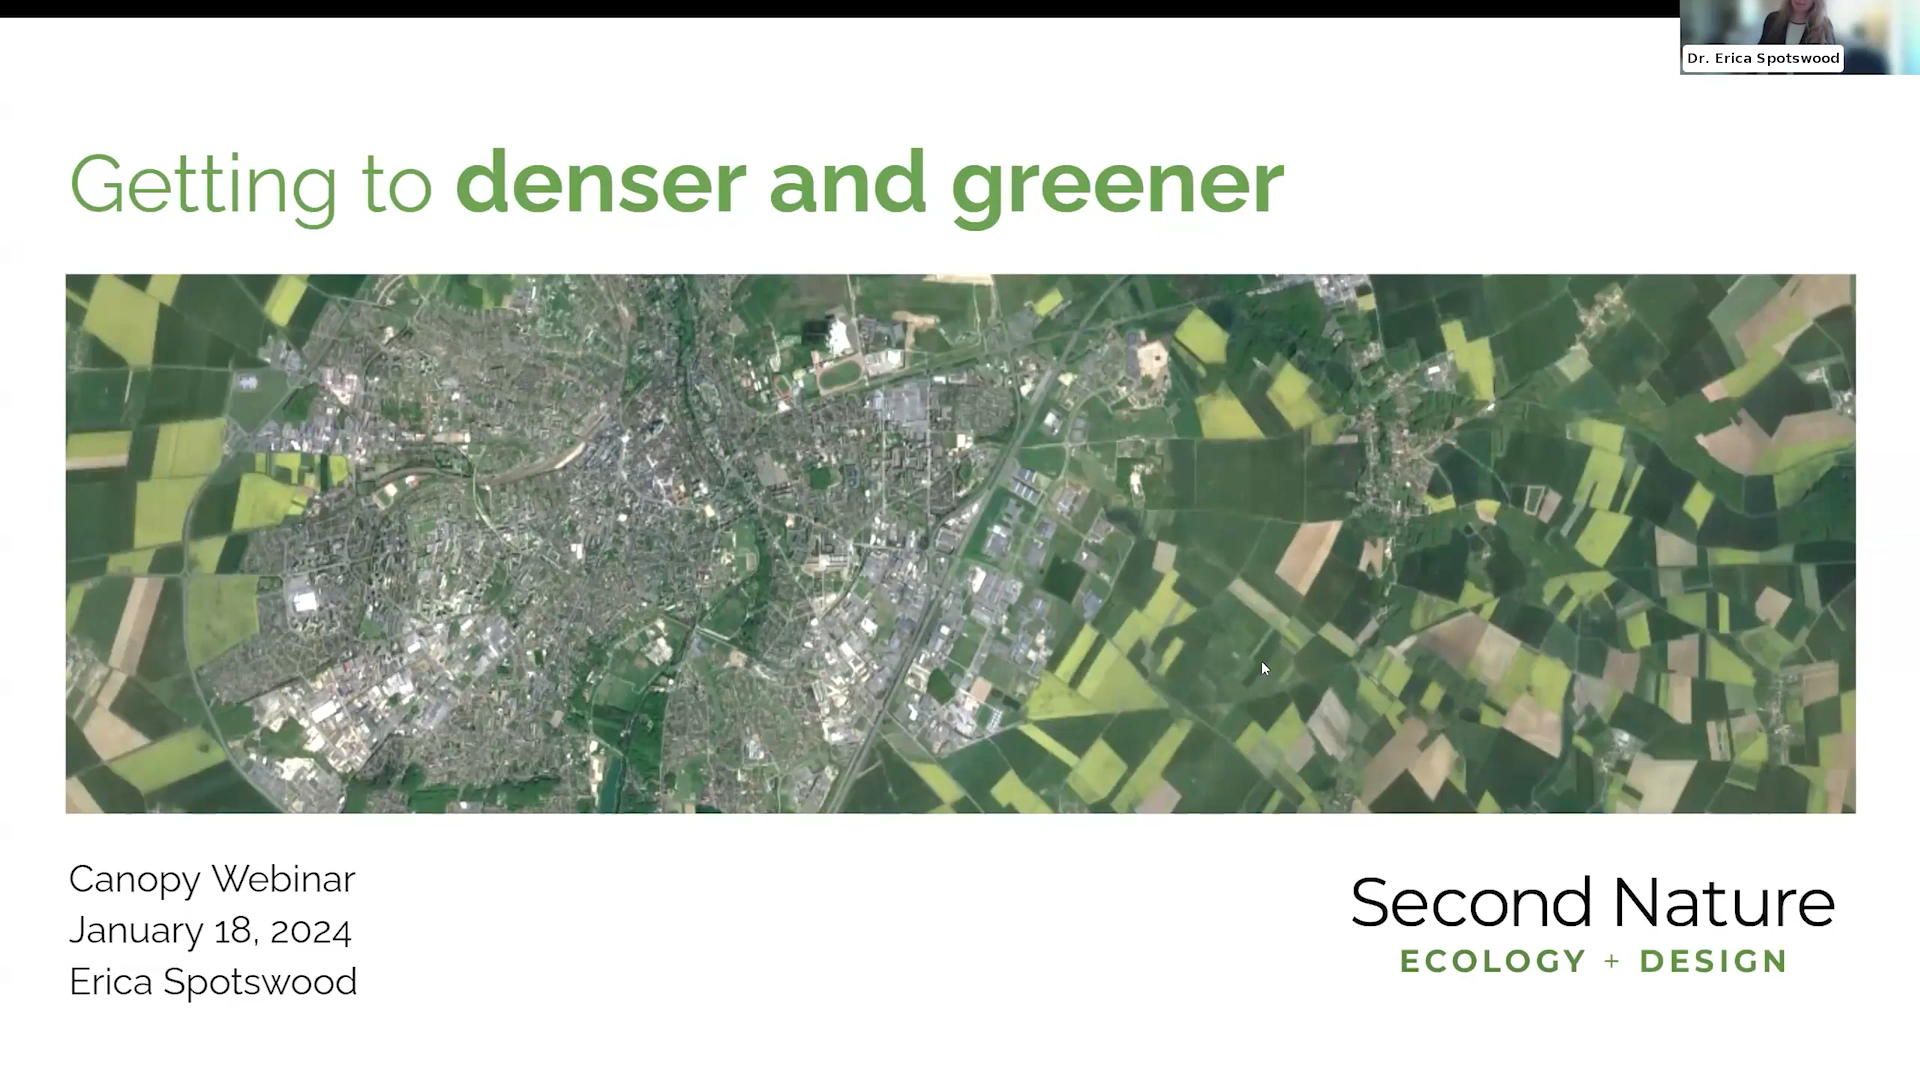 Dr. Erica Spotswood
Getting to denser and greener
Canopy Webinar
January 18, 2024
Erica Spotswood
Second Nature
ECOLOGY + DESIGN